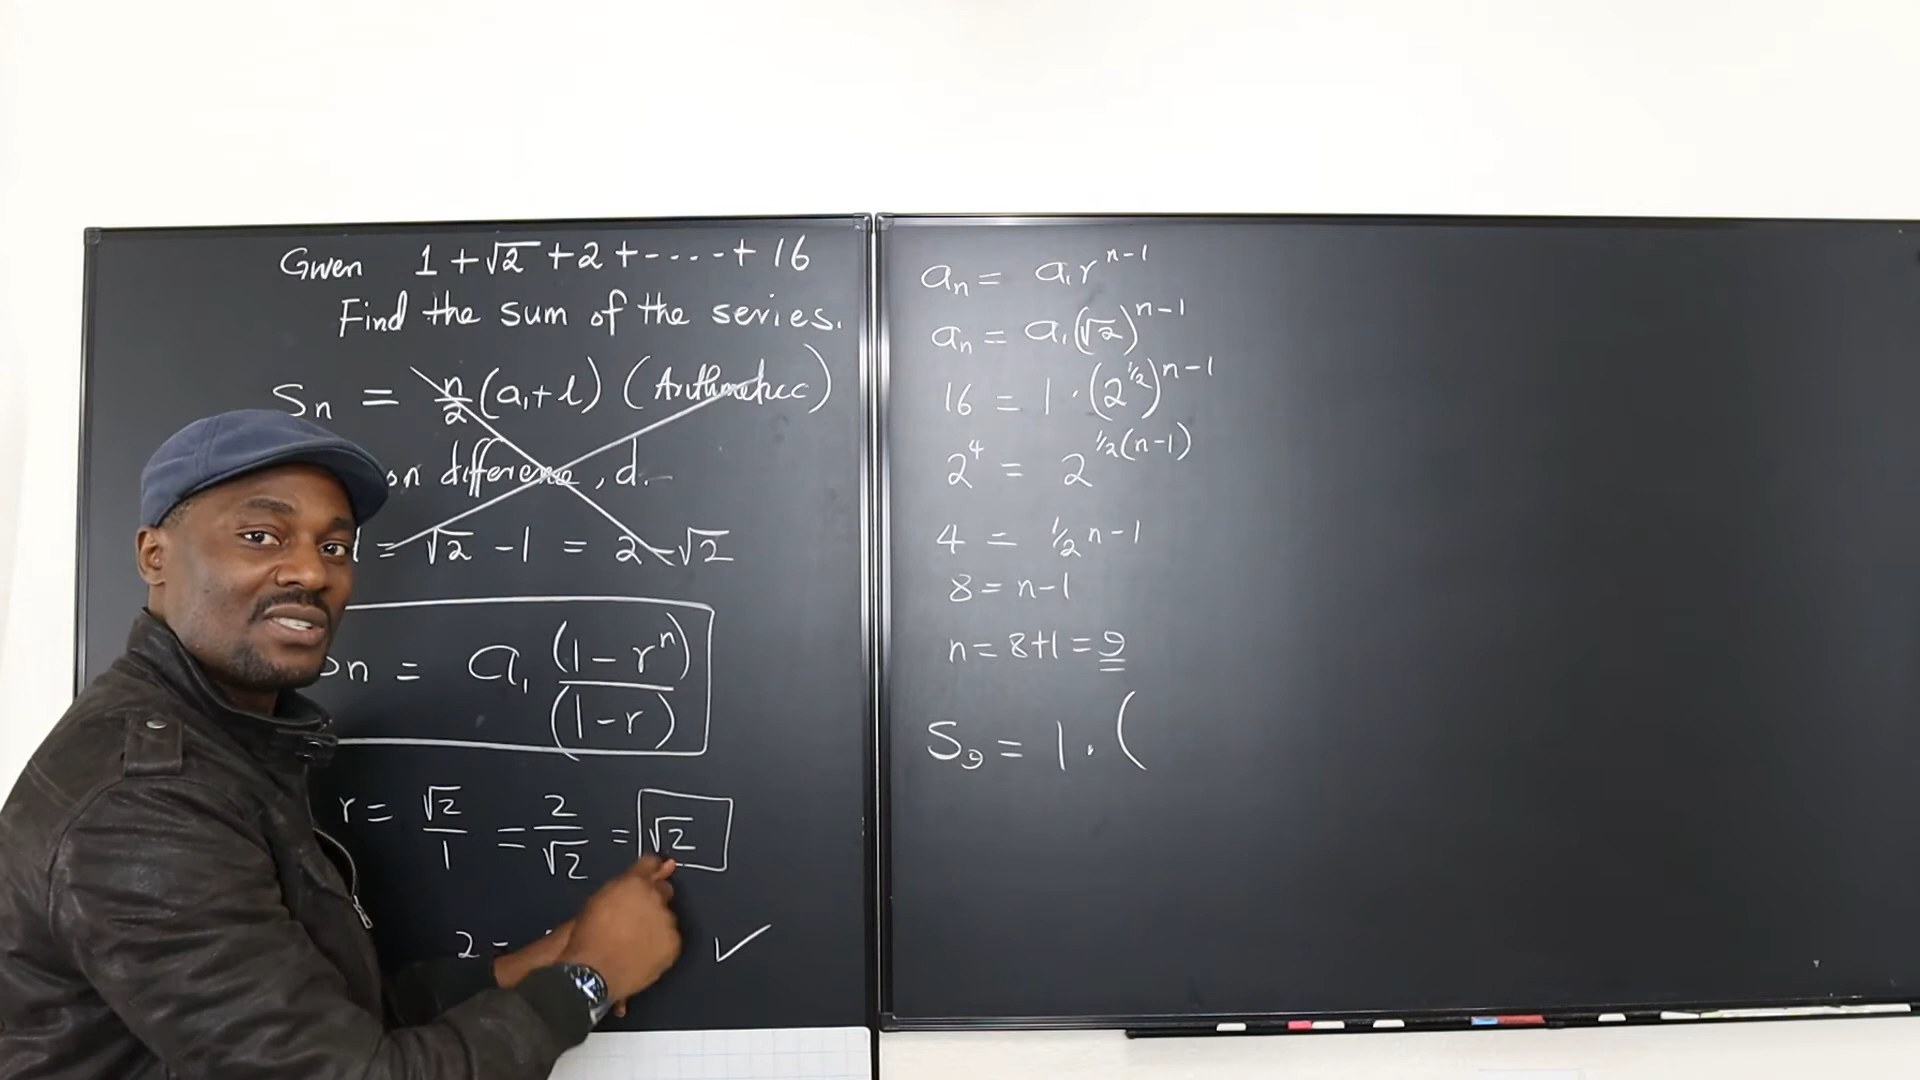 Given 1 + √2 + 2 + ---- + 16
Find the sum of the series.
Sn = n/2 (a₁ + l) (Arithmetic)
on difference, d.
= √2 - 1 = 2 - √2
n = a₁ (1 - rⁿ)/(1 - r)
r = √2/1 = 2/√2 = √2
2 = ✓
aₙ = a₁rⁿ⁻¹
aₙ = a₁(√2)ⁿ⁻¹
16 = 1 · (2^½)ⁿ⁻¹
2⁴ = 2^½(n-1)
4 = ½ n-1
8 = n-1
n = 8+1 = 9
S₉ = 1 · (